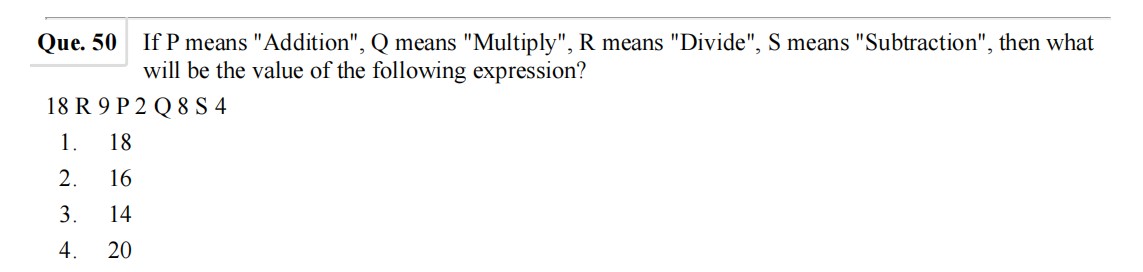 Que. 50 If P means "Addition", Q means "Multiply", R means "Divide", S means "Subtraction", then what
will be the value of the following expression?
18 R 9 P 2 Q 8 S 4
1. 18
2. 16
3. 14
4. 20